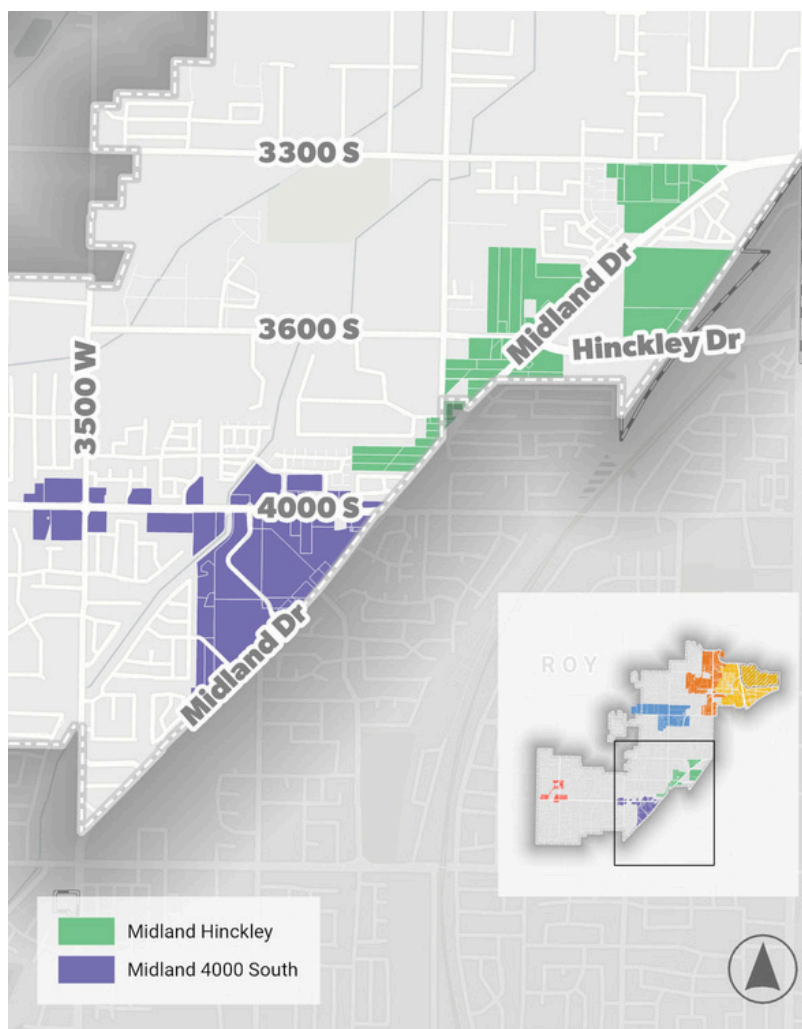 3300 S
Midland Dr
3600 S
Hinckley Dr
3500 W
4000 S
Midland Dr
ROY
Midland Hinckley
Midland 4000 South